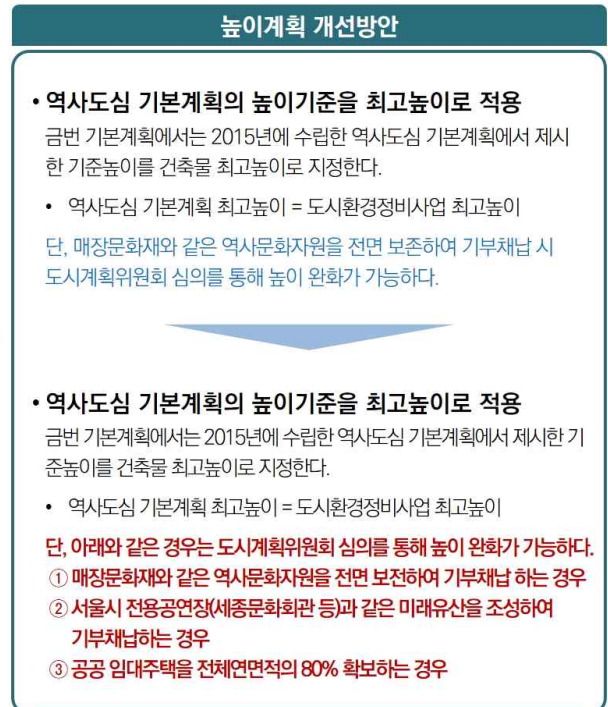 높이계획 개선방안
• 역사도심 기본계획의 높이기준을 최고높이로 적용
금번 기본계획에서는 2015년에 수립한 역사도심 기본계획에서 제시
한 기준높이를 건축물 최고높이로 지정한다.
• 역사도심 기본계획 최고높이 = 도시환경정비사업 최고높이
단, 매장문화재와 같은 역사문화자원을 전면 보존하여 기부채납 시
도시계획위원회 심의를 통해 높이 완화가 가능하다.
• 역사도심 기본계획의 높이기준을 최고높이로 적용
금번 기본계획에서는 2015년에 수립한 역사도심 기본계획에서 제시한 기
준높이를 건축물 최고높이로 지정한다.
• 역사도심 기본계획 최고높이 = 도시환경정비사업 최고높이
단, 아래와 같은 경우는 도시계획위원회 심의를 통해 높이 완화가 가능하다.
① 매장문화재와 같은 역사문화자원을 전면 보전하여 기부채납 하는 경우
② 서울시 전용공연장(세종문화회관 등)과 같은 미래유산을 조성하여
기부채납하는 경우
③ 공공 임대주택을 전체연면적의 80% 확보하는 경우